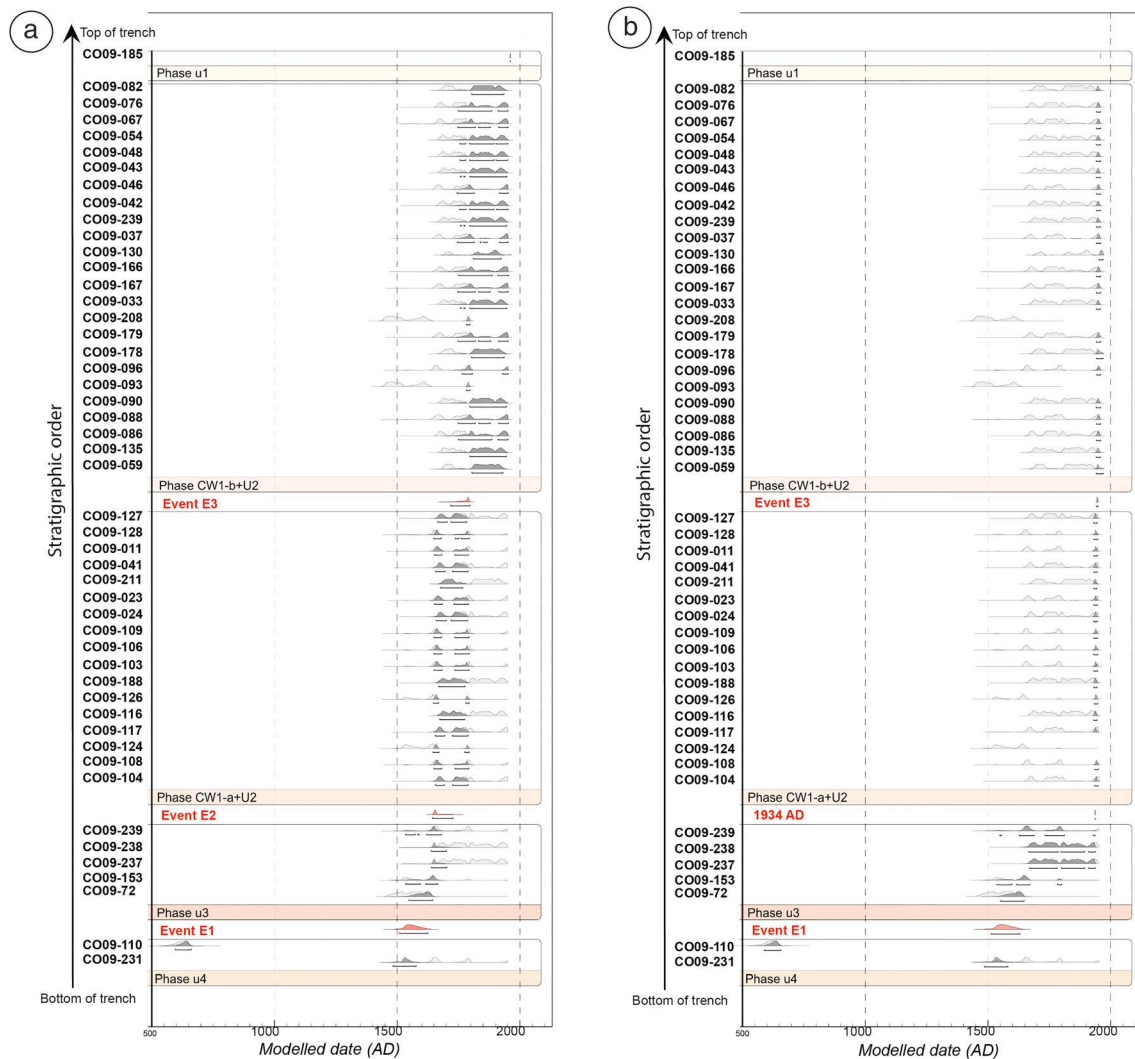 a
Top of trench
CO09-185
Phase u1
CO09-082
CO09-076
CO09-067
CO09-054
CO09-048
CO09-043
CO09-046
CO09-042
CO09-239
CO09-037
CO09-130
CO09-166
CO09-167
CO09-033
CO09-208
CO09-179
CO09-178
CO09-096
CO09-093
CO09-090
CO09-088
CO09-086
CO09-135
CO09-059
Phase CW1-b+U2
Event E3
CO09-127
CO09-128
CO09-011
CO09-041
CO09-211
CO09-023
CO09-024
CO09-109
CO09-106
CO09-103
CO09-188
CO09-126
CO09-116
CO09-117
CO09-124
CO09-108
CO09-104
Phase CW1-a+U2
Event E2
CO09-239
CO09-238
CO09-237
CO09-153
CO09-72
Phase u3
Event E1
CO09-110
CO09-231
Phase u4
Bottom of trench
Stratigraphic order
500 1000 1500 2000
Modelled date (AD)
b
Top of trench
CO09-185
Phase u1
CO09-082
CO09-076
CO09-067
CO09-054
CO09-048
CO09-043
CO09-046
CO09-042
CO09-239
CO09-037
CO09-130
CO09-166
CO09-167
CO09-033
CO09-208
CO09-179
CO09-178
CO09-096
CO09-093
CO09-090
CO09-088
CO09-086
CO09-135
CO09-059
Phase CW1-b+U2
Event E3
CO09-127
CO09-128
CO09-011
CO09-041
CO09-211
CO09-023
CO09-024
CO09-109
CO09-106
CO09-103
CO09-188
CO09-126
CO09-116
CO09-117
CO09-124
CO09-108
CO09-104
Phase CW1-a+U2
1934 AD
CO09-239
CO09-238
CO09-237
CO09-153
CO09-72
Phase u3
Event E1
CO09-110
CO09-231
Phase u4
Bottom of trench
Stratigraphic order
500 1000 1500 2000
Modelled date (AD)